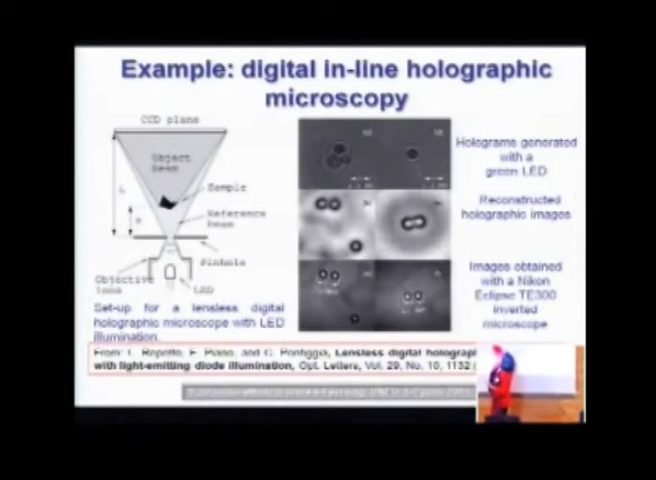 Example: digital in-line holographic
microscopy
CCD plane
Object
beam
L
Sample
Reference
beam
Pinhole
Objective
lens
LED
Set-up for a lensless digital
holographic microscope with LED
illumination.
Holograms generated
with a
green LED
Reconstructed
holographic images
Images obtained
with a Nikon
Eclipse TE300
inverted
microscope
From: L. Repetto, E. Piano, and C. Pontiggia, Lensless digital holograp
with light-emitting diode illumination, Opt. Letters, Vol. 29, No. 10, 1132